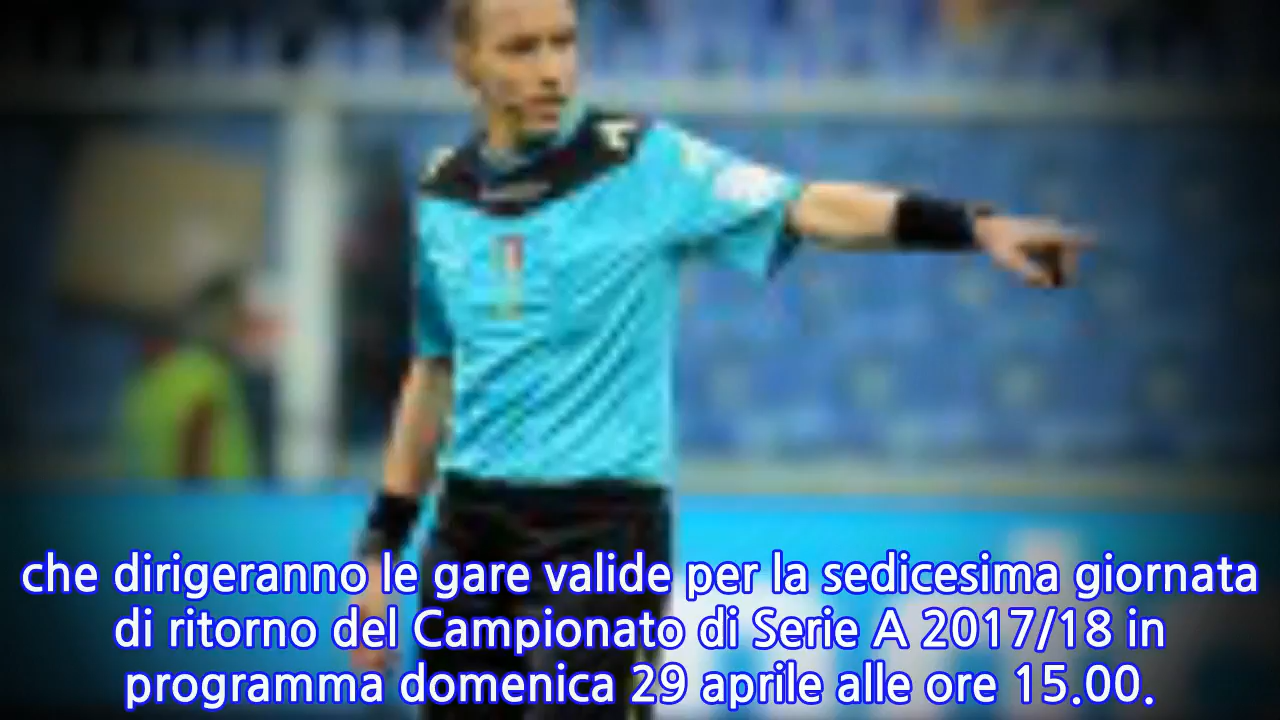 che dirigeranno le gare valide per la sedicesima giornata
di ritorno del Campionato di Serie A 2017/18 in
programma domenica 29 aprile alle ore 15.00.